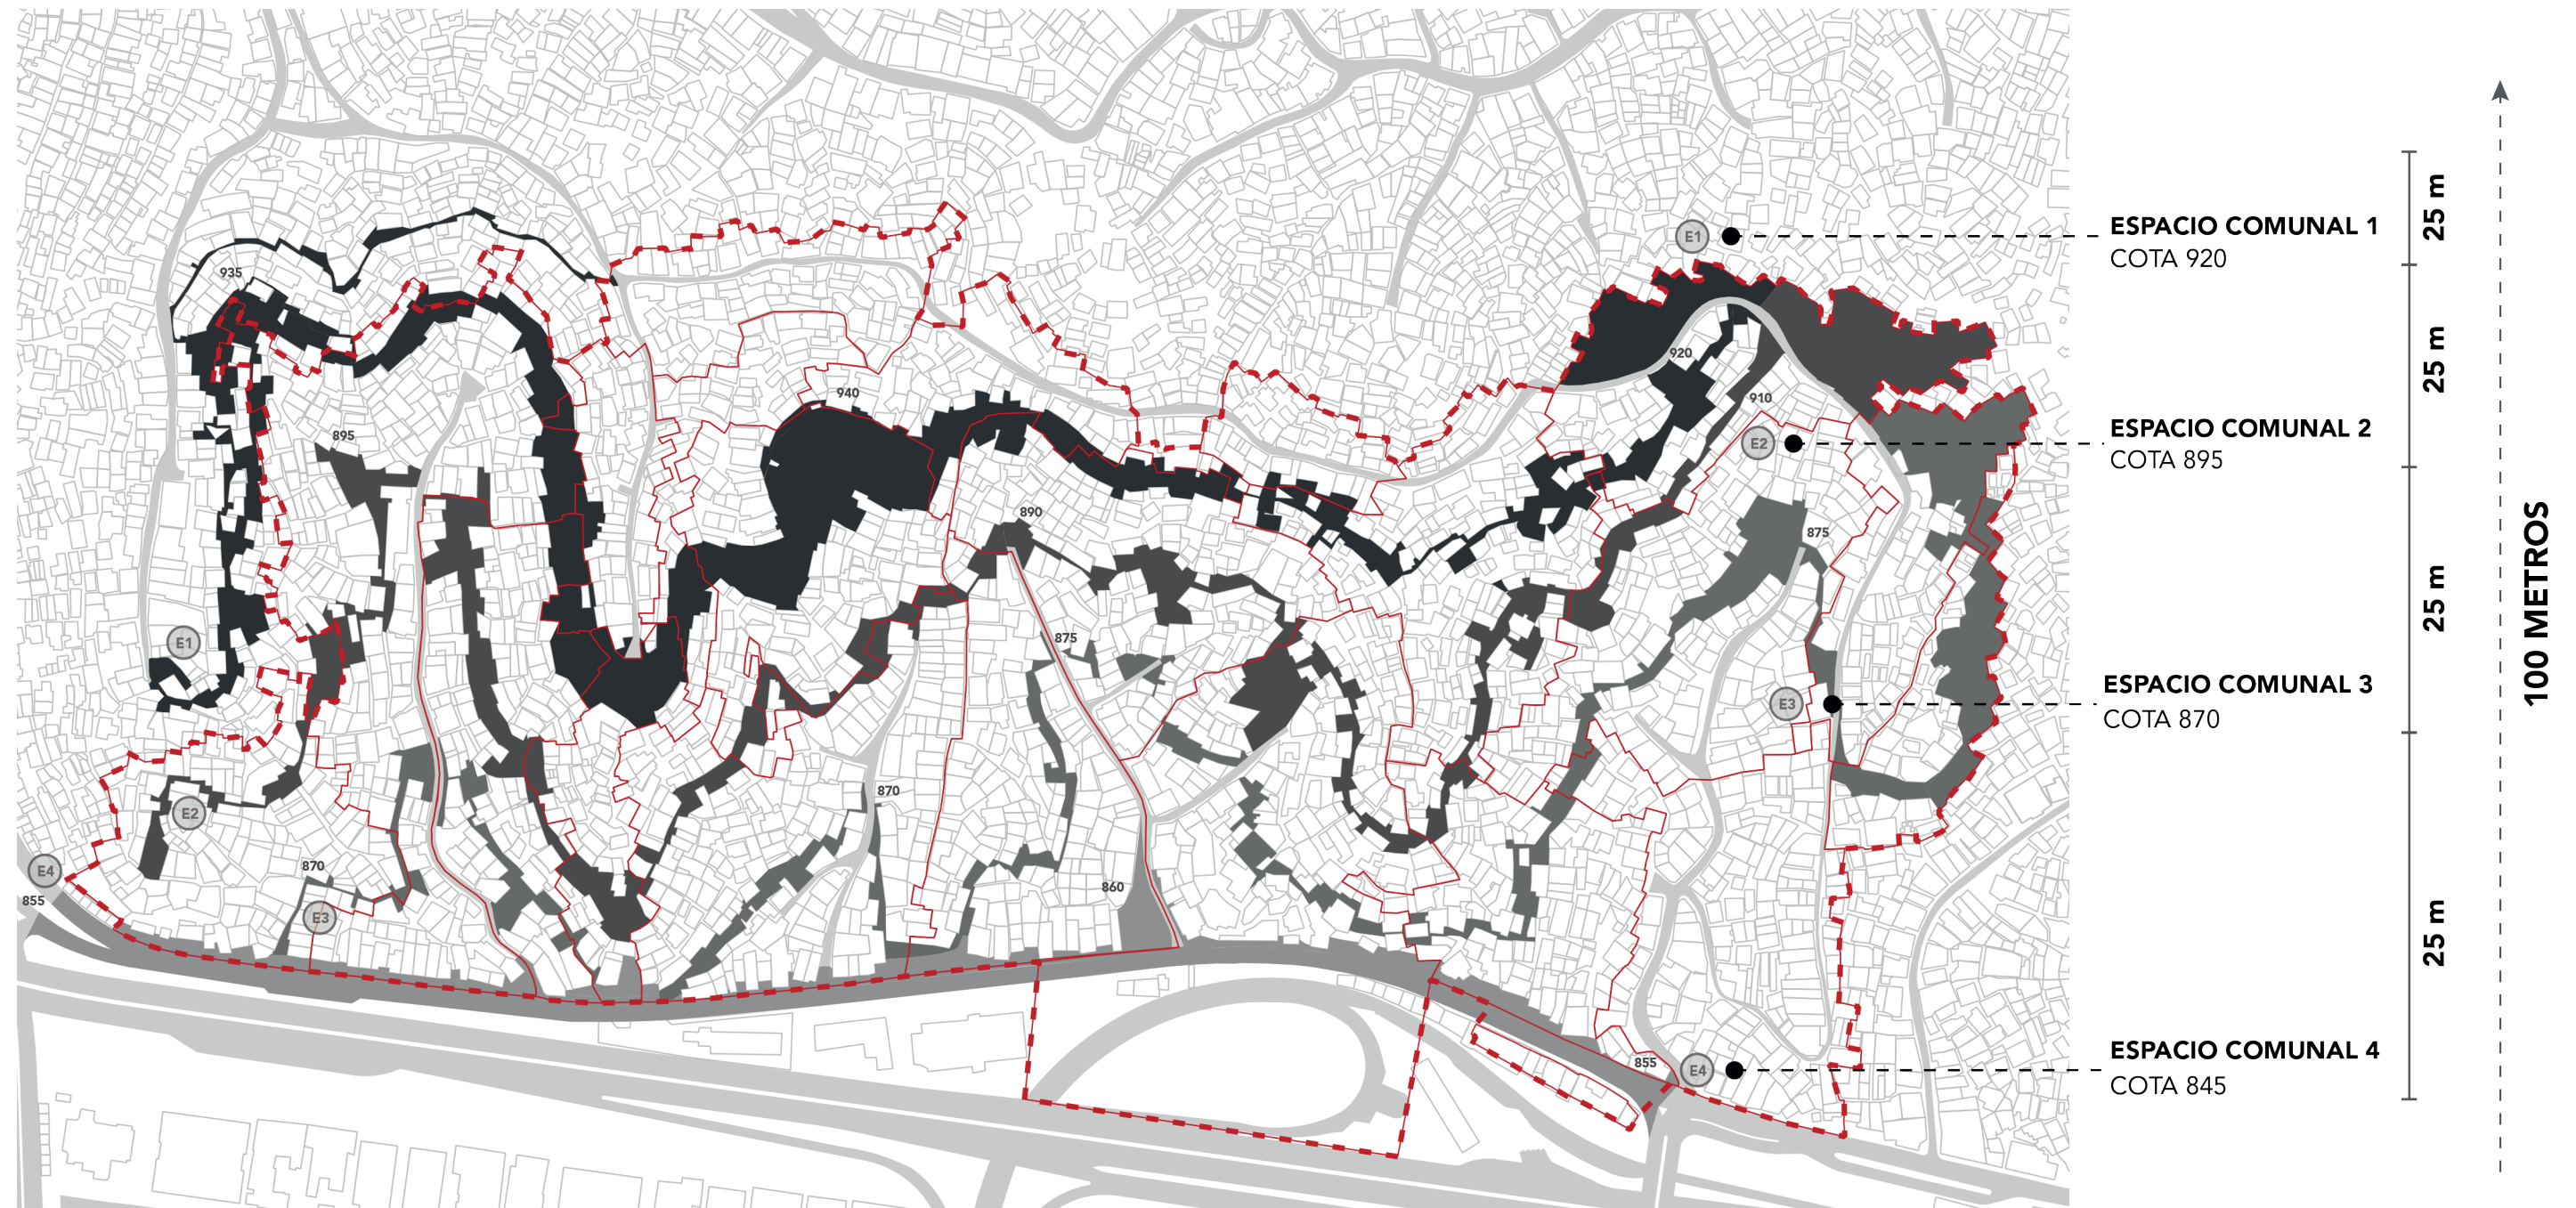 E1
ESPACIO COMUNAL 1
COTA 920
25 m
935
920
25 m
940
910
895
E2
ESPACIO COMUNAL 2
COTA 895
890
875
25 m
100 METROS
E1
875
E3
ESPACIO COMUNAL 3
COTA 870
870
E2
870
E4
860
855
E3
25 m
855
E4
ESPACIO COMUNAL 4
COTA 845